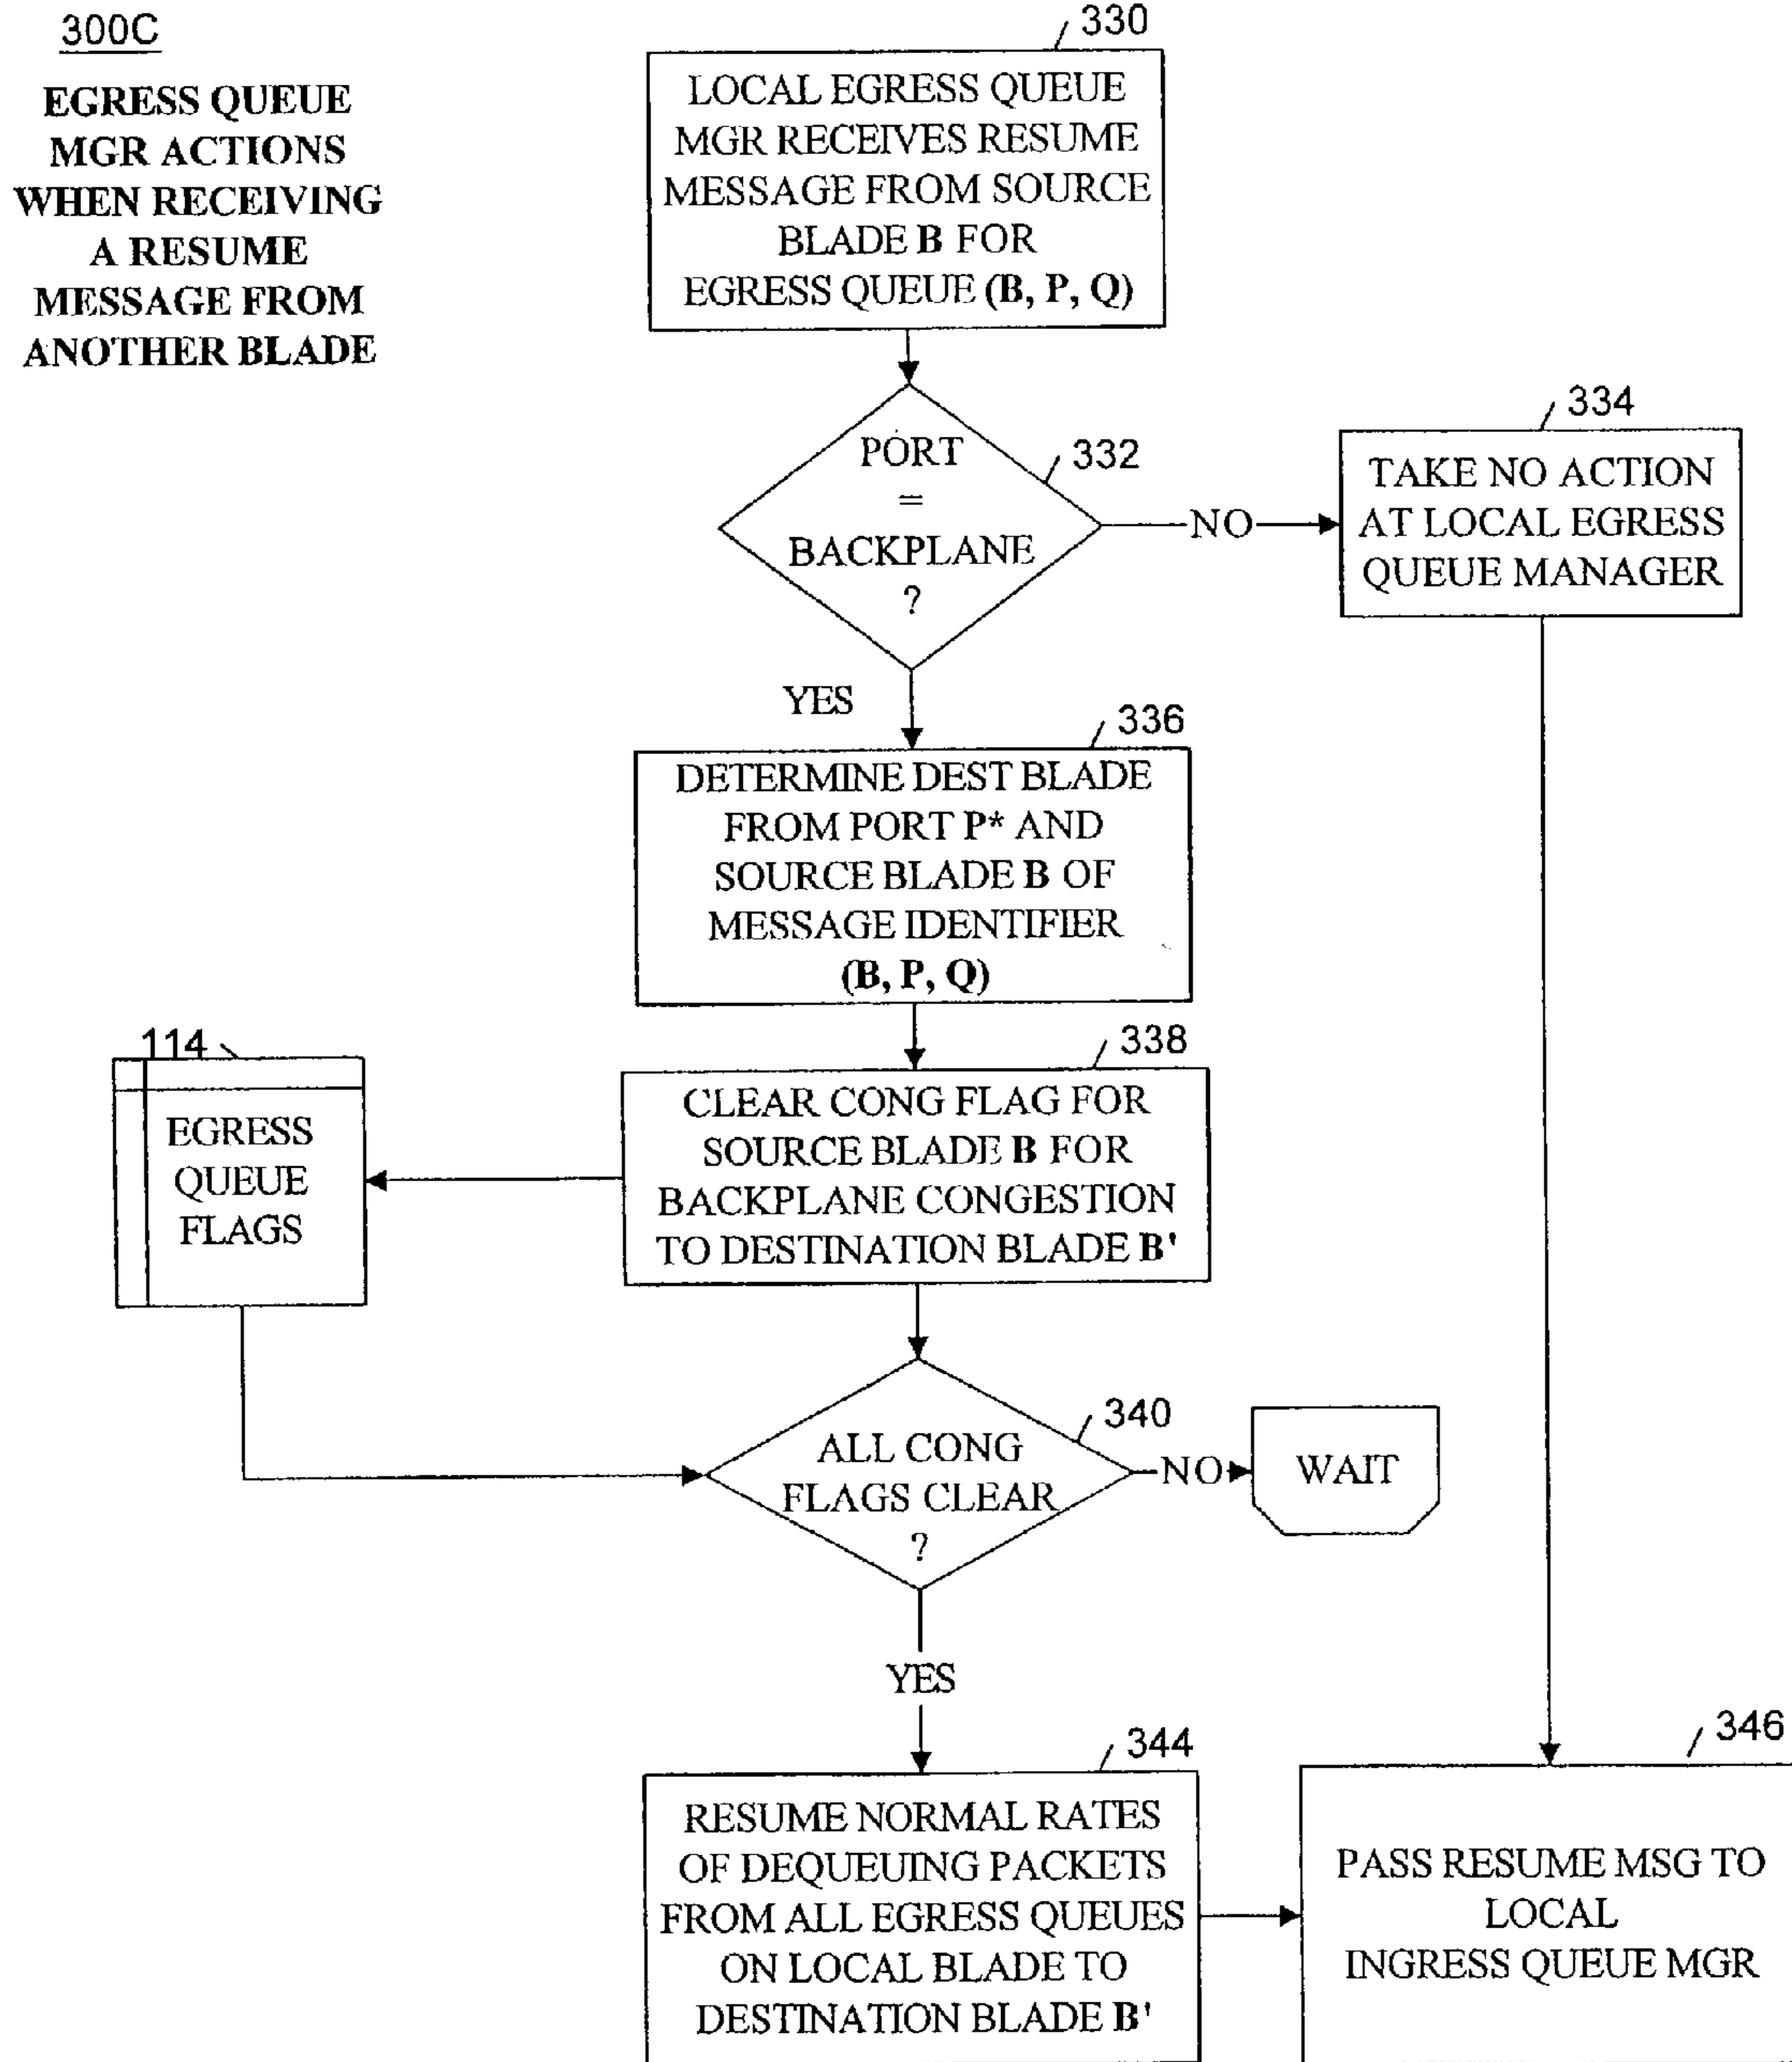 300C
EGRESS QUEUE
MGR ACTIONS
WHEN RECEIVING
A RESUME
MESSAGE FROM
ANOTHER BLADE
330
LOCAL EGRESS QUEUE
MGR RECEIVES RESUME
MESSAGE FROM SOURCE
BLADE B FOR
EGRESS QUEUE (B, P, Q)
332
PORT
=
BACKPLANE
?
NO
334
TAKE NO ACTION
AT LOCAL EGRESS
QUEUE MANAGER
YES
336
DETERMINE DEST BLADE
FROM PORT P* AND
SOURCE BLADE B OF
MESSAGE IDENTIFIER
(B, P, Q)
114
EGRESS
QUEUE
FLAGS
338
CLEAR CONG FLAG FOR
SOURCE BLADE B FOR
BACKPLANE CONGESTION
TO DESTINATION BLADE B'
340
ALL CONG
FLAGS CLEAR
?
NO
WAIT
YES
344
RESUME NORMAL RATES
OF DEQUEUING PACKETS
FROM ALL EGRESS QUEUES
ON LOCAL BLADE TO
DESTINATION BLADE B'
346
PASS RESUME MSG TO
LOCAL
INGRESS QUEUE MGR